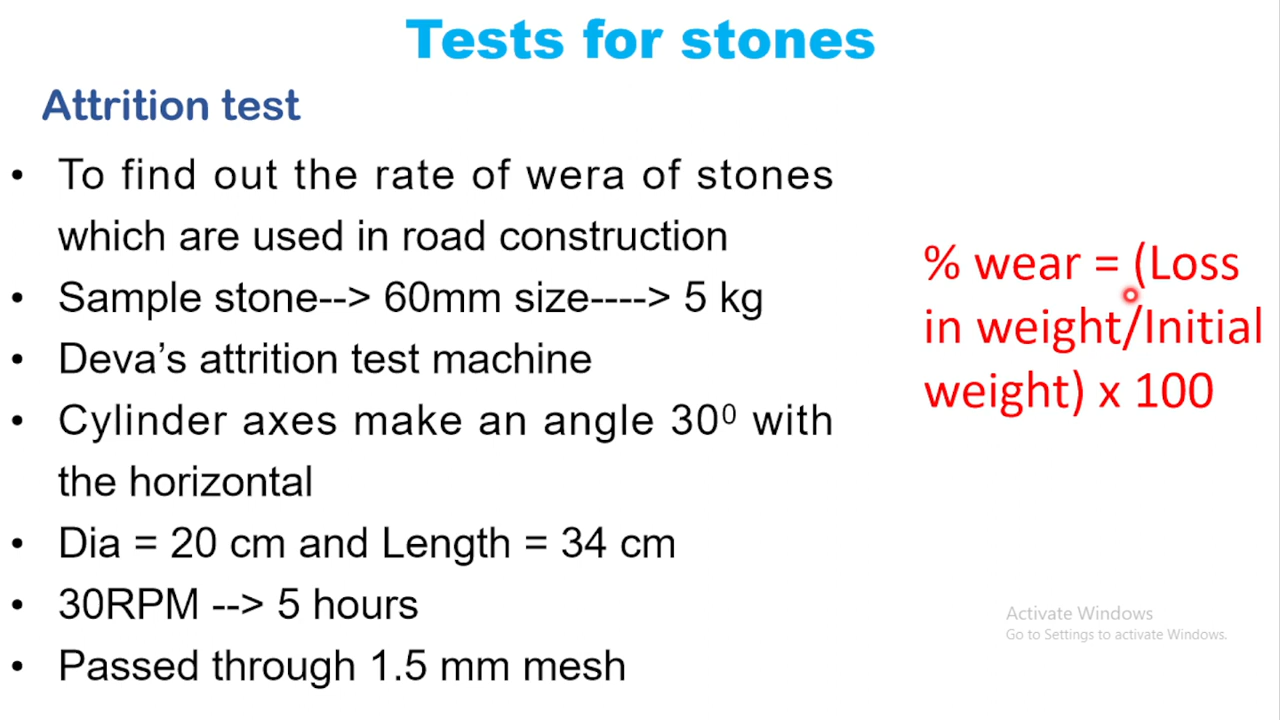 Tests for stones
Attrition test
• To find out the rate of wera of stones
which are used in road construction
• Sample stone--> 60mm size----> 5 kg
• Deva's attrition test machine
• Cylinder axes make an angle 30⁰ with
the horizontal
• Dia = 20 cm and Length = 34 cm
• 30RPM --> 5 hours
• Passed through 1.5 mm mesh
% wear = (Loss
in weight/Initial
weight) x 100
Activate Windows
Go to Settings to activate Windows.